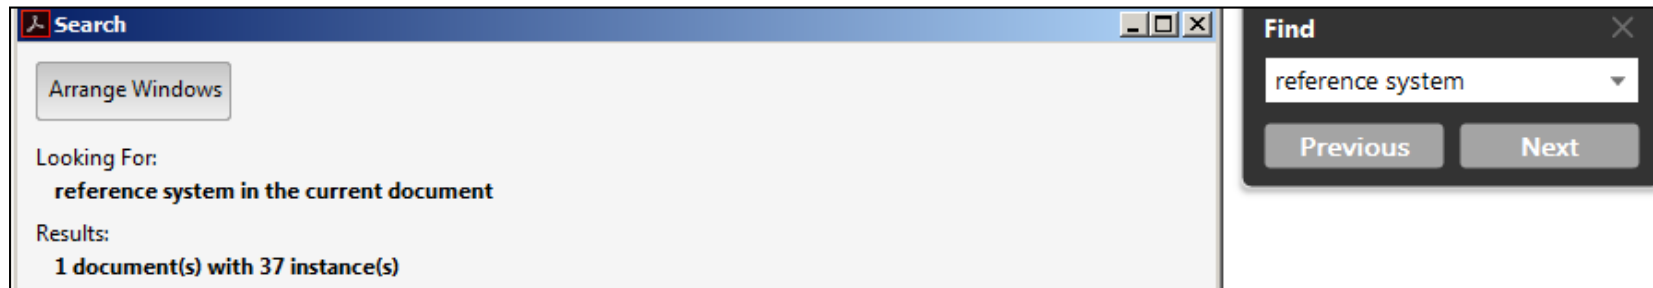 Search
Arrange Windows
Looking For:
reference system in the current document
Results:
1 document(s) with 37 instance(s)
Find
reference system
Previous
Next